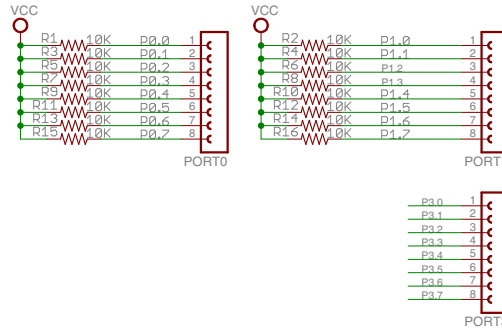 VCC
R1 10K P0.0 1
R3 10K P0.1 2
R5 10K P0.2 3
R7 10K P0.3 4
R9 10K P0.4 5
R11 10K P0.5 6
R13 10K P0.6 7
R15 10K P0.7 8
PORT0
VCC
R2 10K P1.0 1
R4 10K P1.1 2
R6 10K P1.2 3
R8 10K P1.3 4
R10 10K P1.4 5
R12 10K P1.5 6
R14 10K P1.6 7
R16 10K P1.7 8
PORT
P3.0 1
P3.1 2
P3.2 3
P3.3 4
P3.4 5
P3.5 6
P3.6 7
P3.7 8
PORT